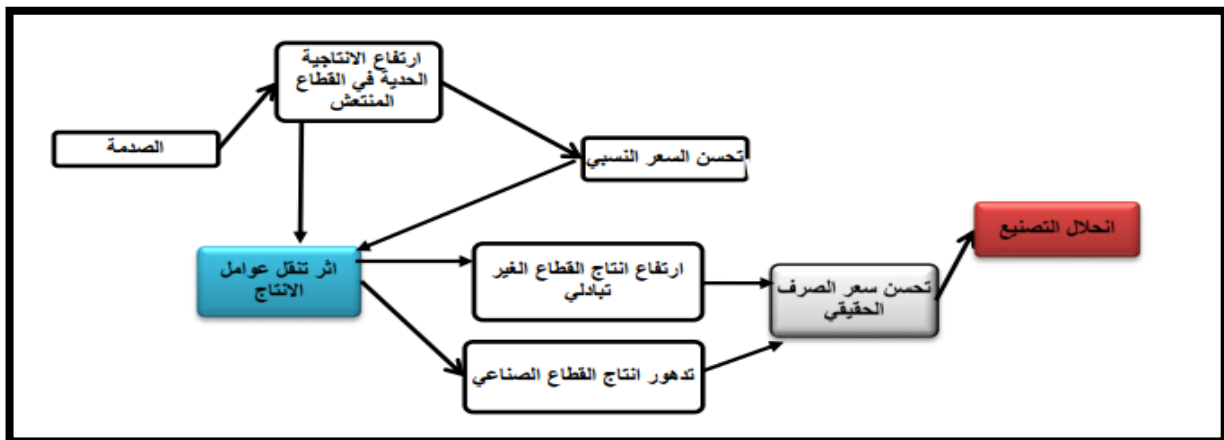 ارتفاع الانتاجية
الحدية في القطاع
المنتعش
الصدمة
تحسن السعر النسبي
انحلال التصنيع
اثر تنقل عوامل
الانتاج
ارتفاع انتاج القطاع الغير
تبادلي
تحسن سعر الصرف
الحقيقي
تدهور انتاج القطاع الصناعي